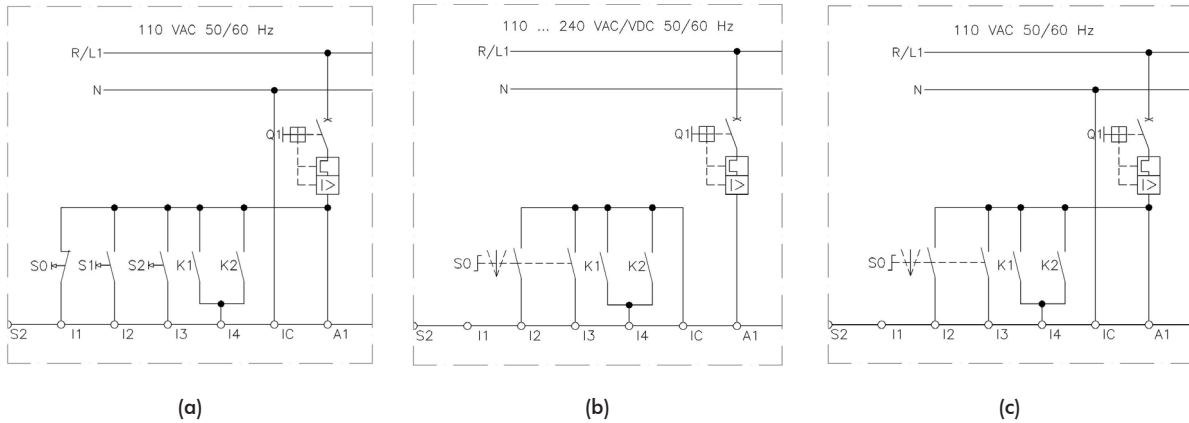 110 VAC 50/60 Hz
R/L1
N
Q1
S0 S1 S2 K1 K2
S2 I1 I2 I3 I4 IC A1
(a)
110 ... 240 VAC/VDC 50/60 Hz
R/L1
N
Q1
S0 K1 K2
S2 I1 I2 I3 I4 IC A1
(b)
110 VAC 50/60 Hz
R/L1
N
Q1
S0 K1 K2
S2 I1 I2 I3 I4 IC A1
(c)